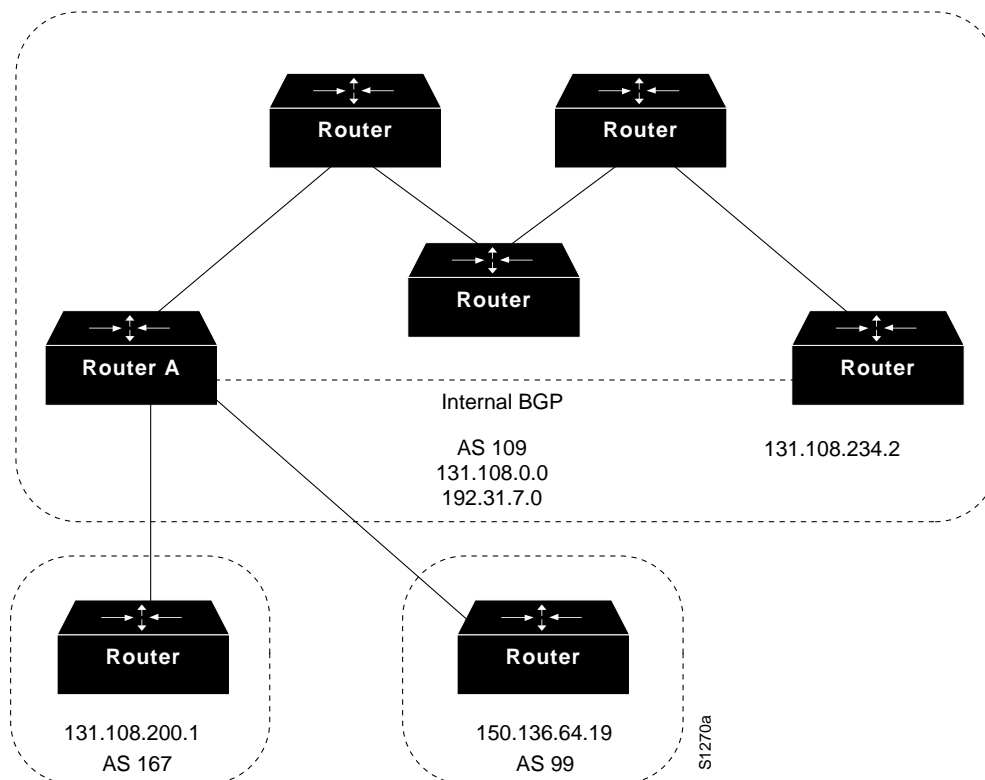 Router
Router
Router
Router A
Router
Internal BGP
AS 109
131.108.0.0
192.31.7.0
131.108.234.2
Router
131.108.200.1
AS 167
Router
150.136.64.19
AS 99
S1270a